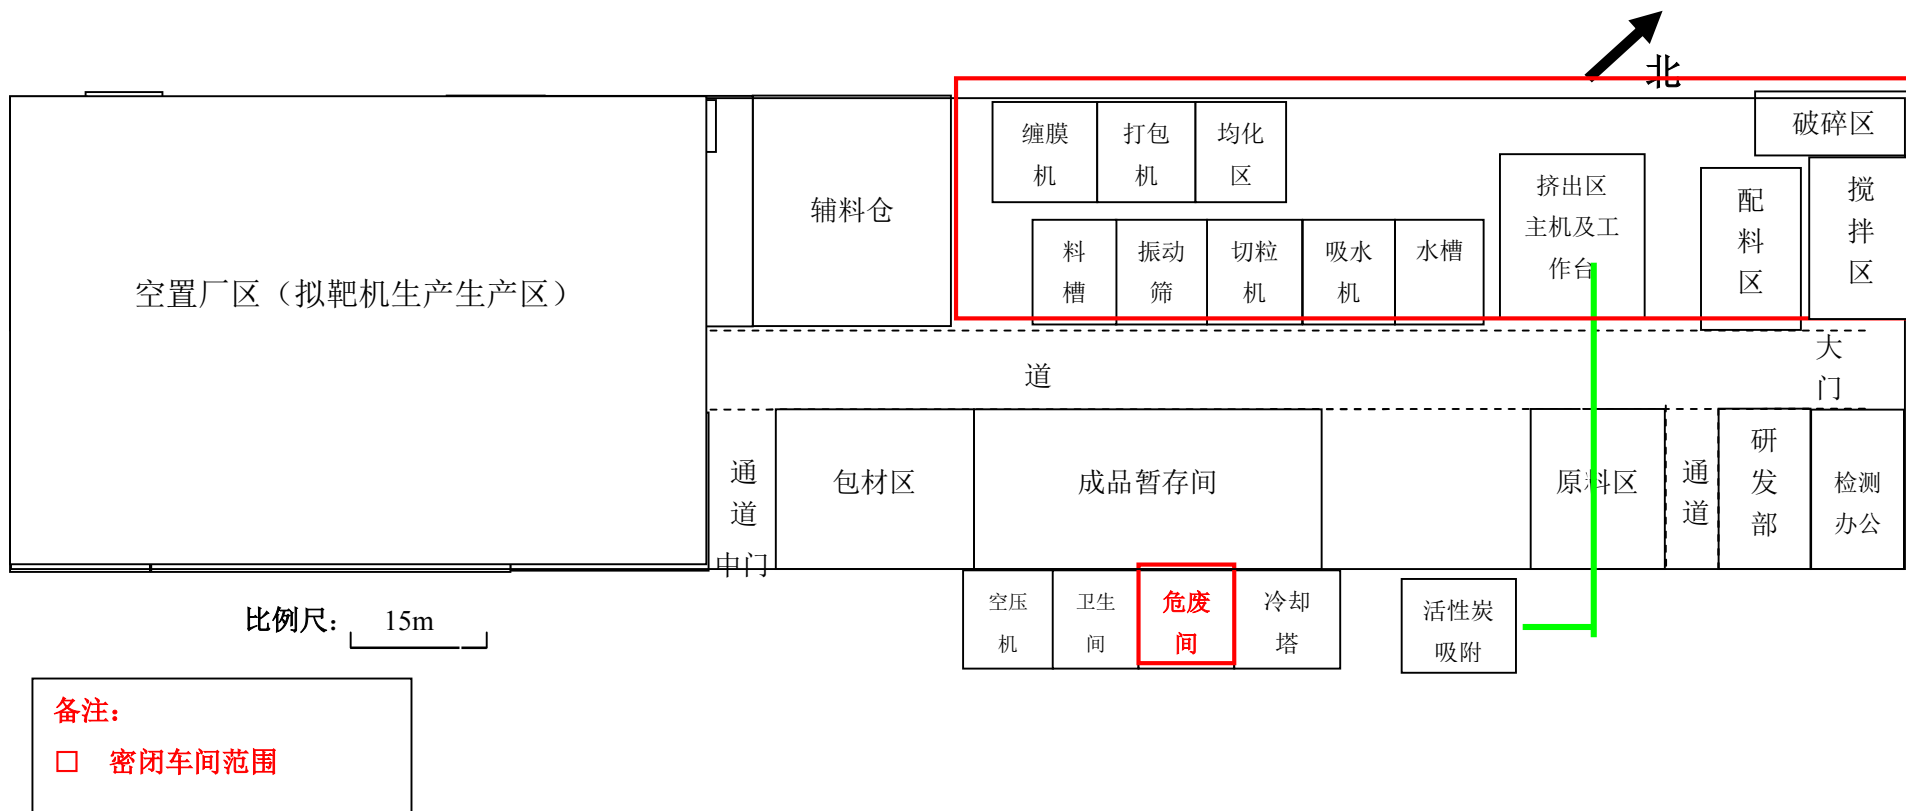 北
破碎区
缠膜
机
打包
机
均化
区
挤出区
主机及工
作台
配
料
区
搅
拌
区
辅料仓
料
槽
振动
筛
切粒
机
吸水
机
水槽
空置厂区（拟靶机生产生产区）
道
大
门
通
道
中门
包材区
成品暂存间
原料区
通
道
研
发
部
检测
办公
空压
机
卫生
间
危废
间
冷却
塔
活性炭
吸附
比例尺： 15m
备注：
□ 密闭车间范围